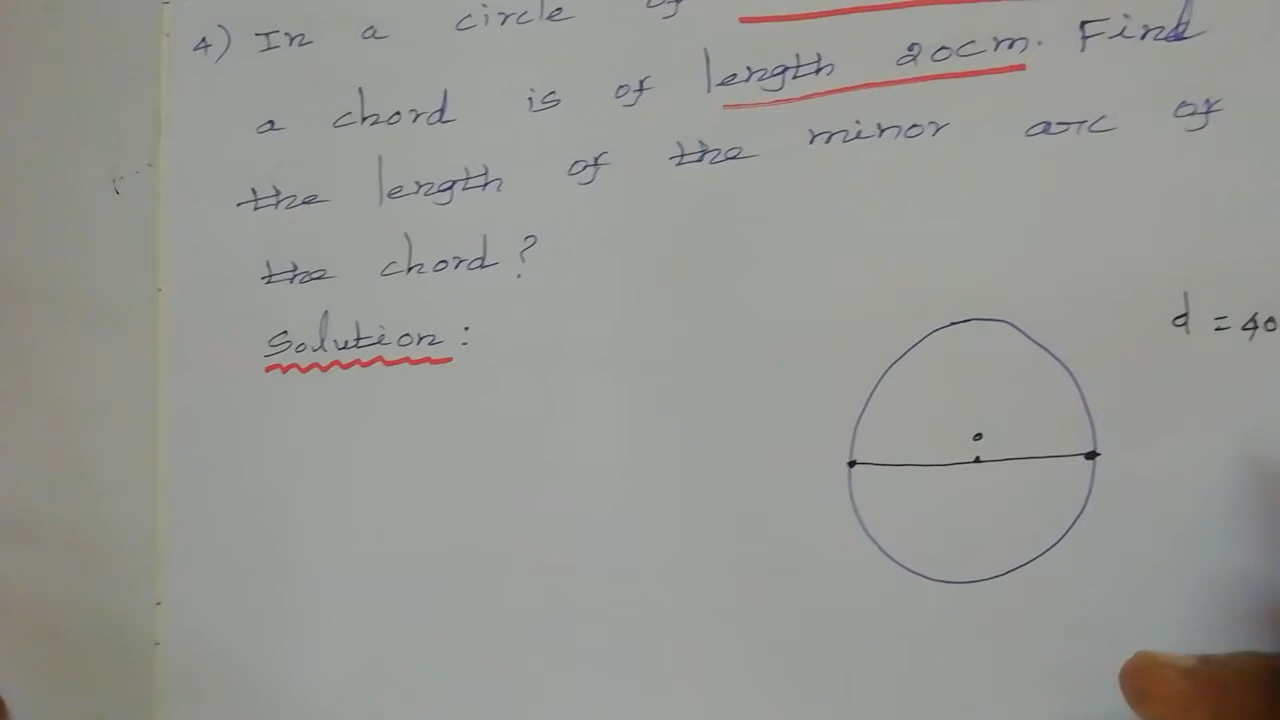 4) In a circle of
a chord is of length 20cm. Find
the length of the minor arc of
the chord?
Solution:
d = 40
o